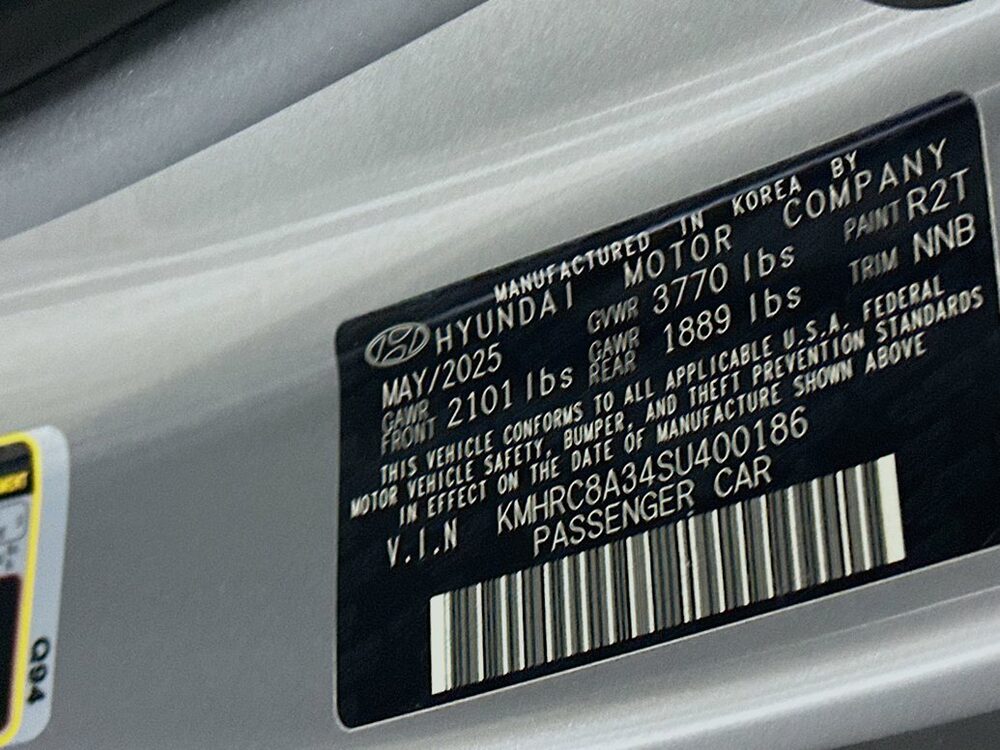 MANUFACTURED IN KOREA BY
HYUNDAI MOTOR COMPANY
MAY/2025 GVWR 3770 lbs PAINT R2T
GAWR FRONT 2101 lbs GAWR REAR 1889 lbs TRIM NNB
THIS VEHICLE CONFORMS TO ALL APPLICABLE U.S.A. FEDERAL
MOTOR VEHICLE SAFETY, BUMPER, AND THEFT PREVENTION STANDARDS
IN EFFECT ON THE DATE OF MANUFACTURE SHOWN ABOVE
V.I.N KMHRC8A34SU400186
PASSENGER CAR
Q94